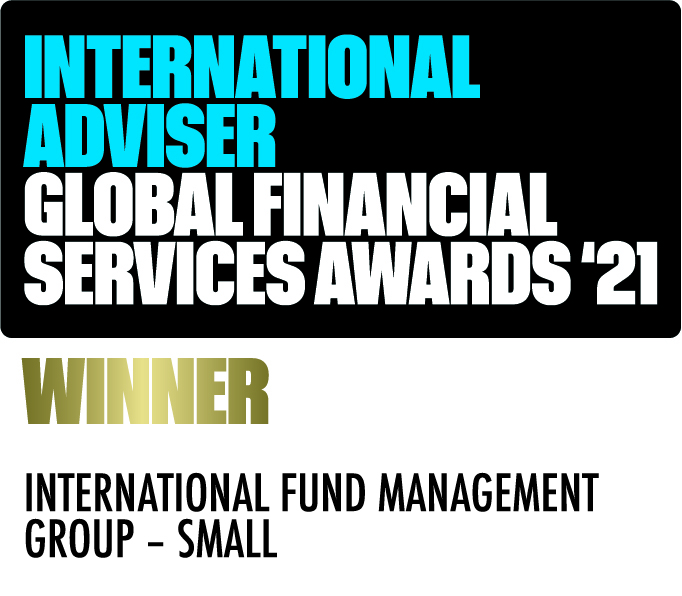 INTERNATIONAL
ADVISER
GLOBAL FINANCIAL
SERVICES AWARDS ‘21
WINNER
INTERNATIONAL FUND MANAGEMENT
GROUP – SMALL